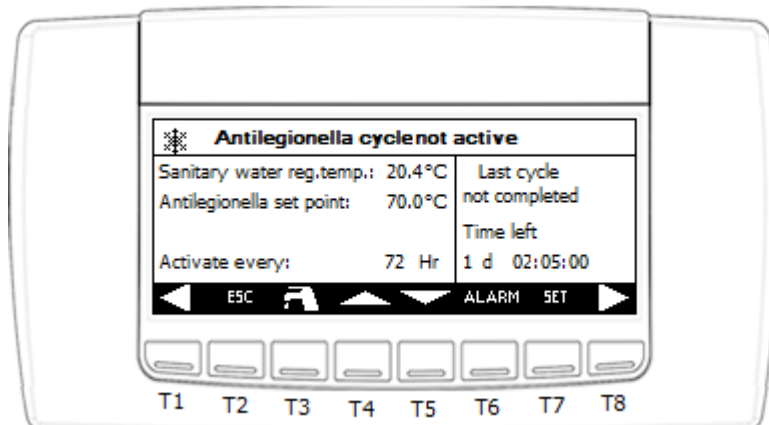 Antilegionella cyclenot active
Sanitary water reg.temp.: 20.4°C
Antilegionella set point: 70.0°C
Activate every: 72 Hr
Last cycle
not completed
Time left
1 d 02:05:00
ESC ALARM SET
T1 T2 T3 T4 T5 T6 T7 T8